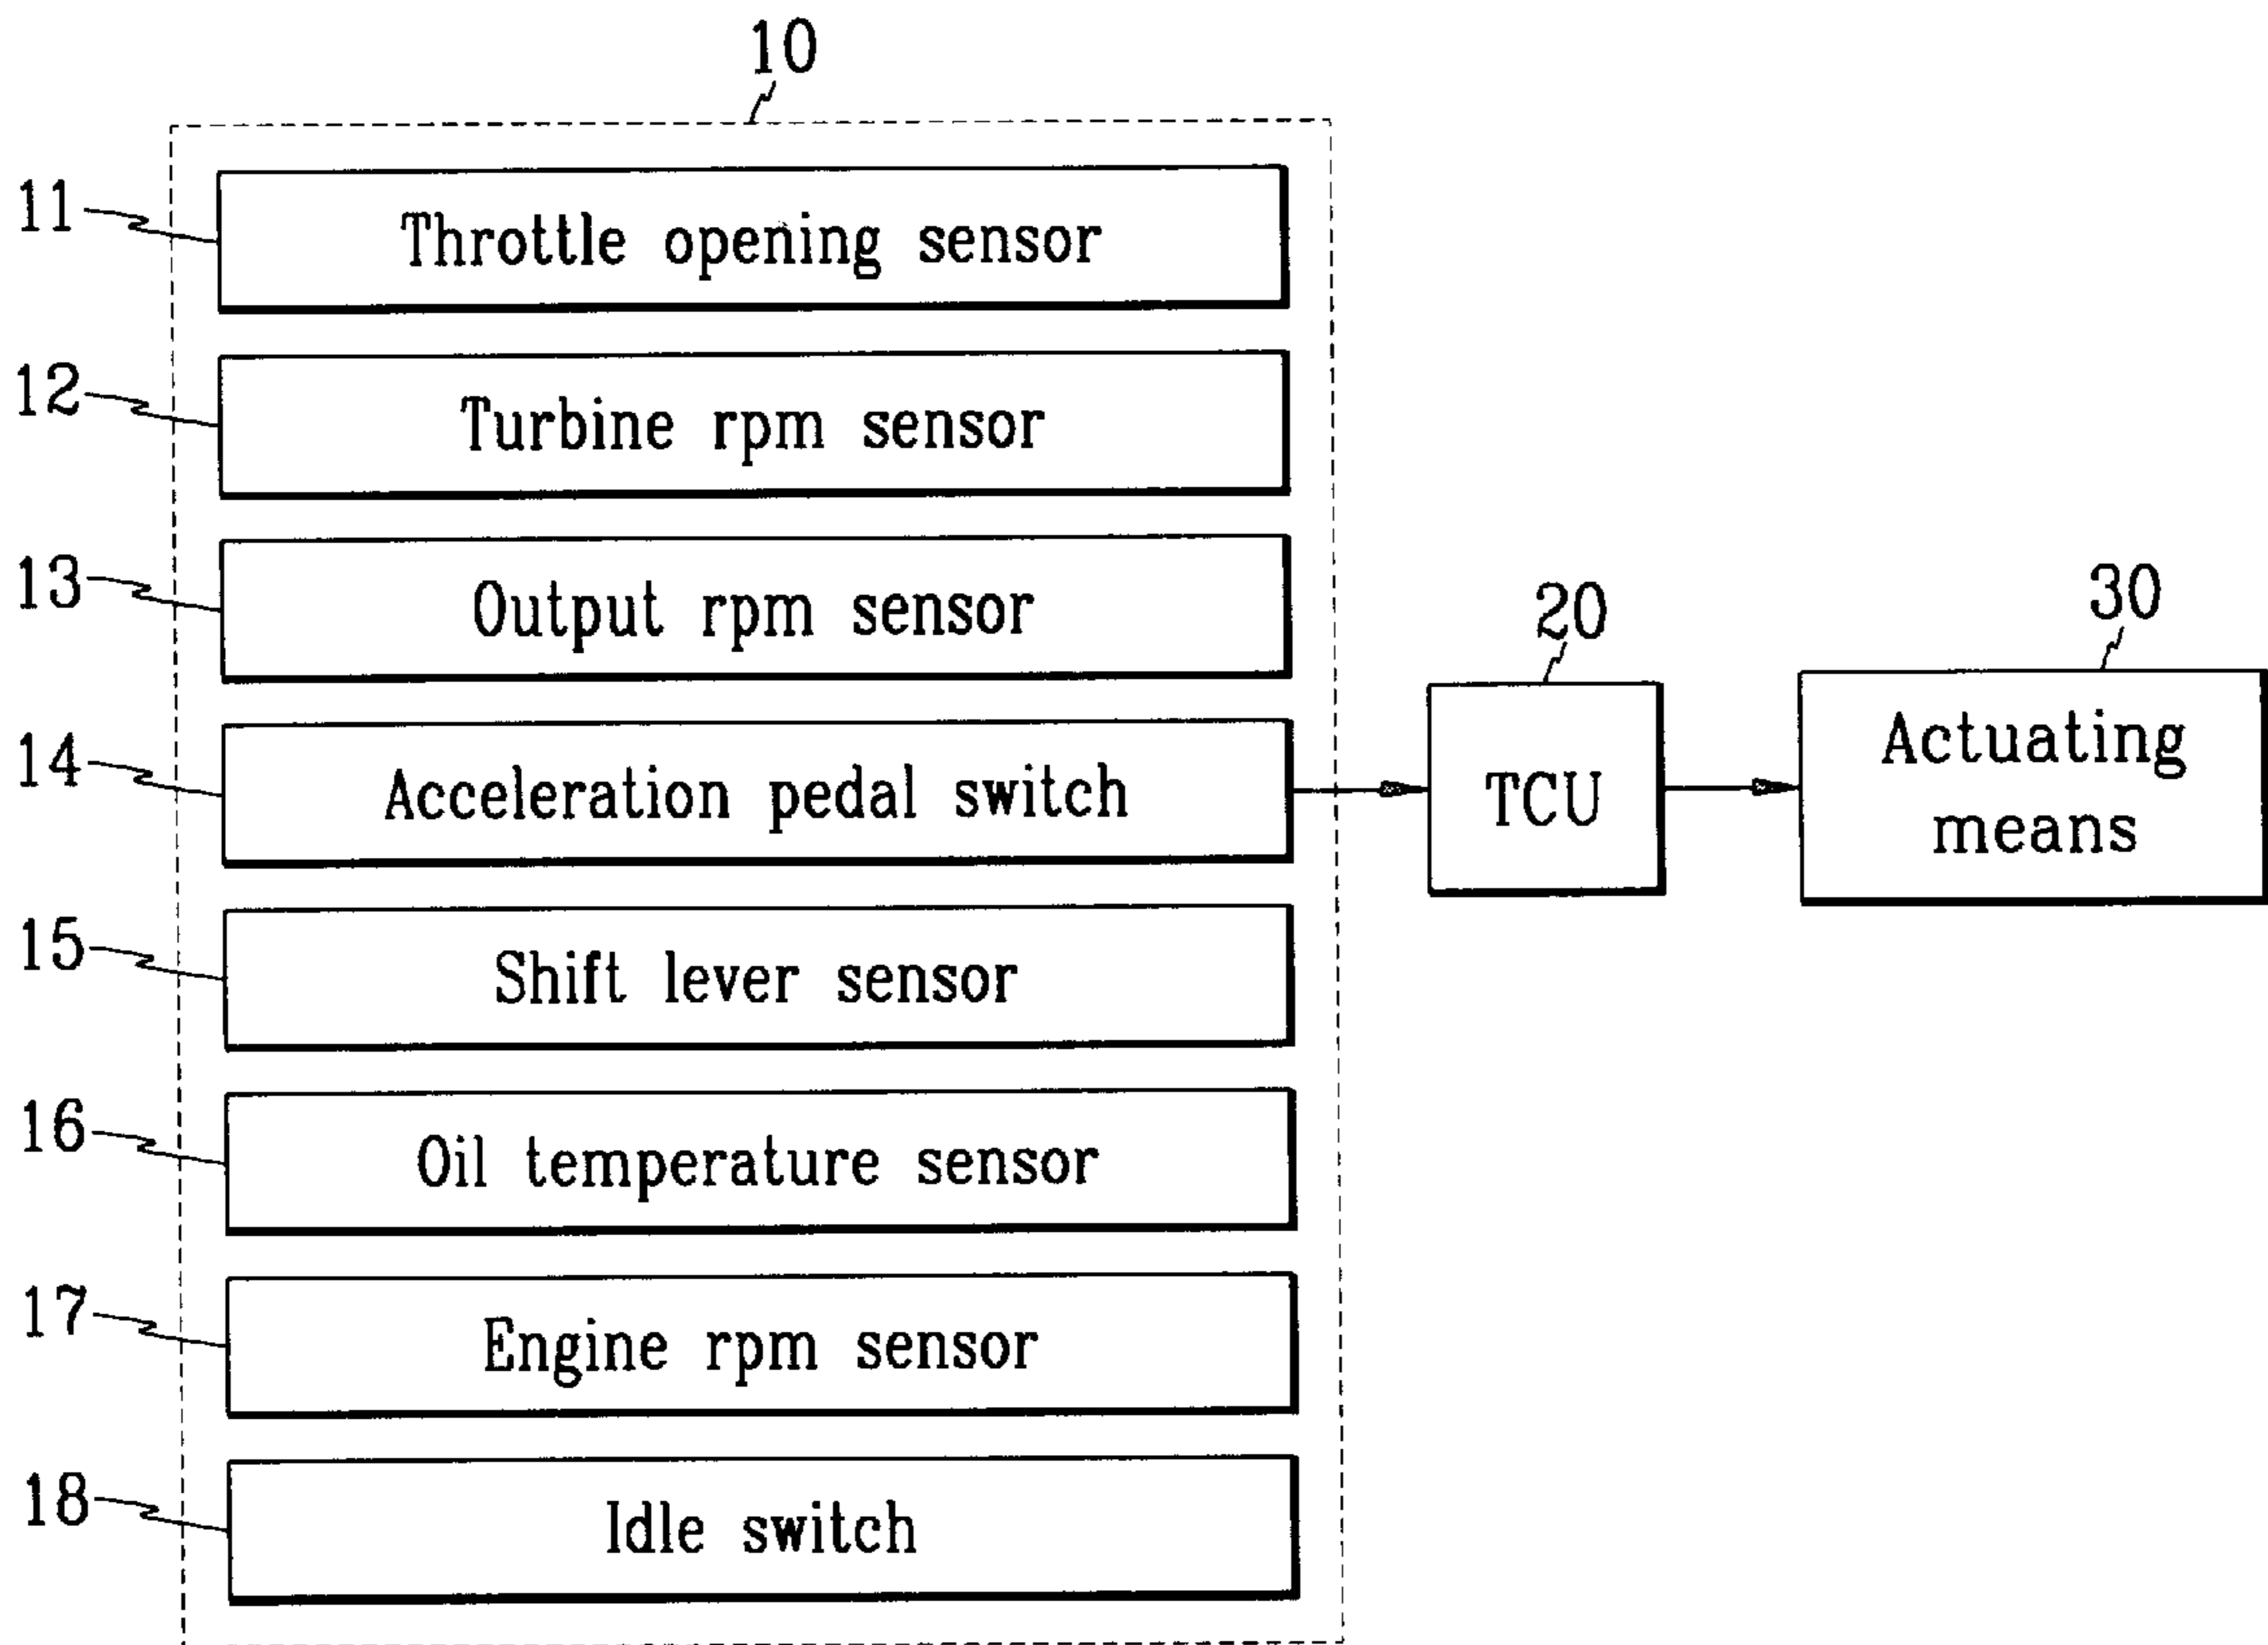 10
11
Throttle opening sensor
12
Turbine rpm sensor
13
Output rpm sensor
14
Acceleration pedal switch
15
Shift lever sensor
16
Oil temperature sensor
17
Engine rpm sensor
18
Idle switch
20
TCU
30
Actuating
means